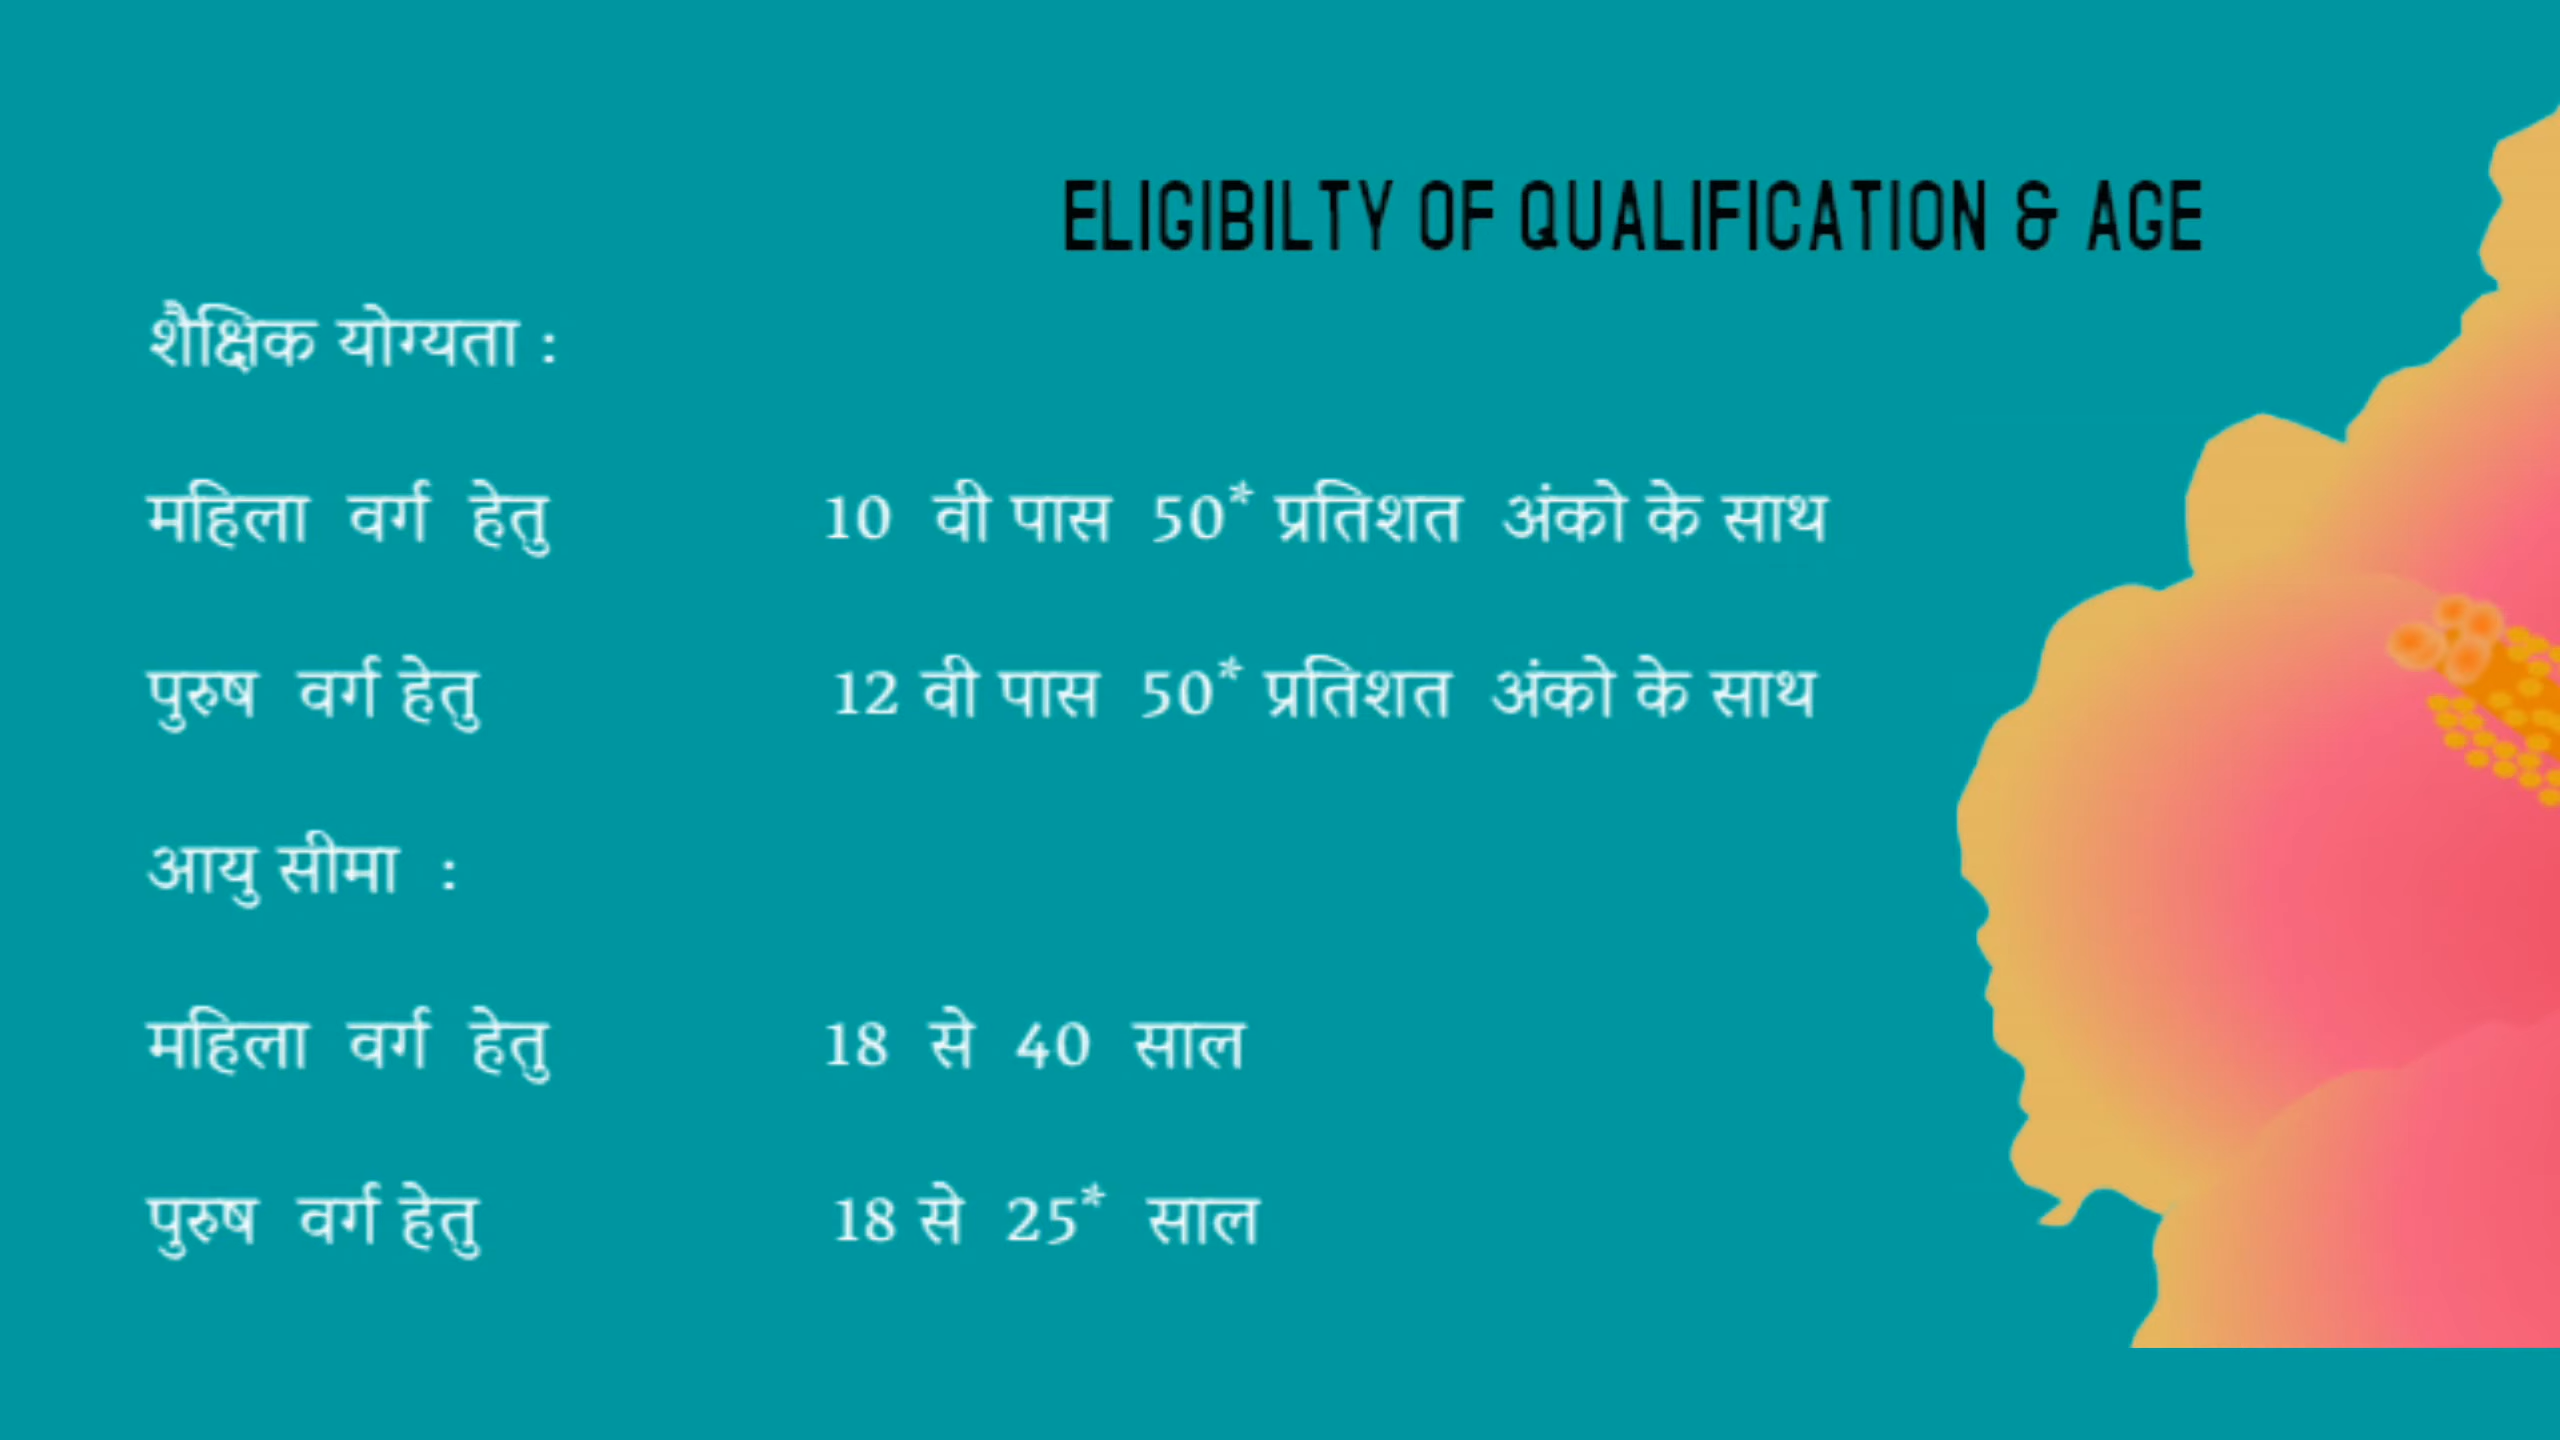 ELIGIBILTY OF QUALIFICATION & AGE
शैक्षिक योग्यता :
महिला वर्ग हेतु 10 वी पास 50* प्रतिशत अंको के साथ
पुरुष वर्ग हेतु 12 वी पास 50* प्रतिशत अंको के साथ
आयु सीमा :
महिला वर्ग हेतु 18 से 40 साल
पुरुष वर्ग हेतु 18 से 25* साल